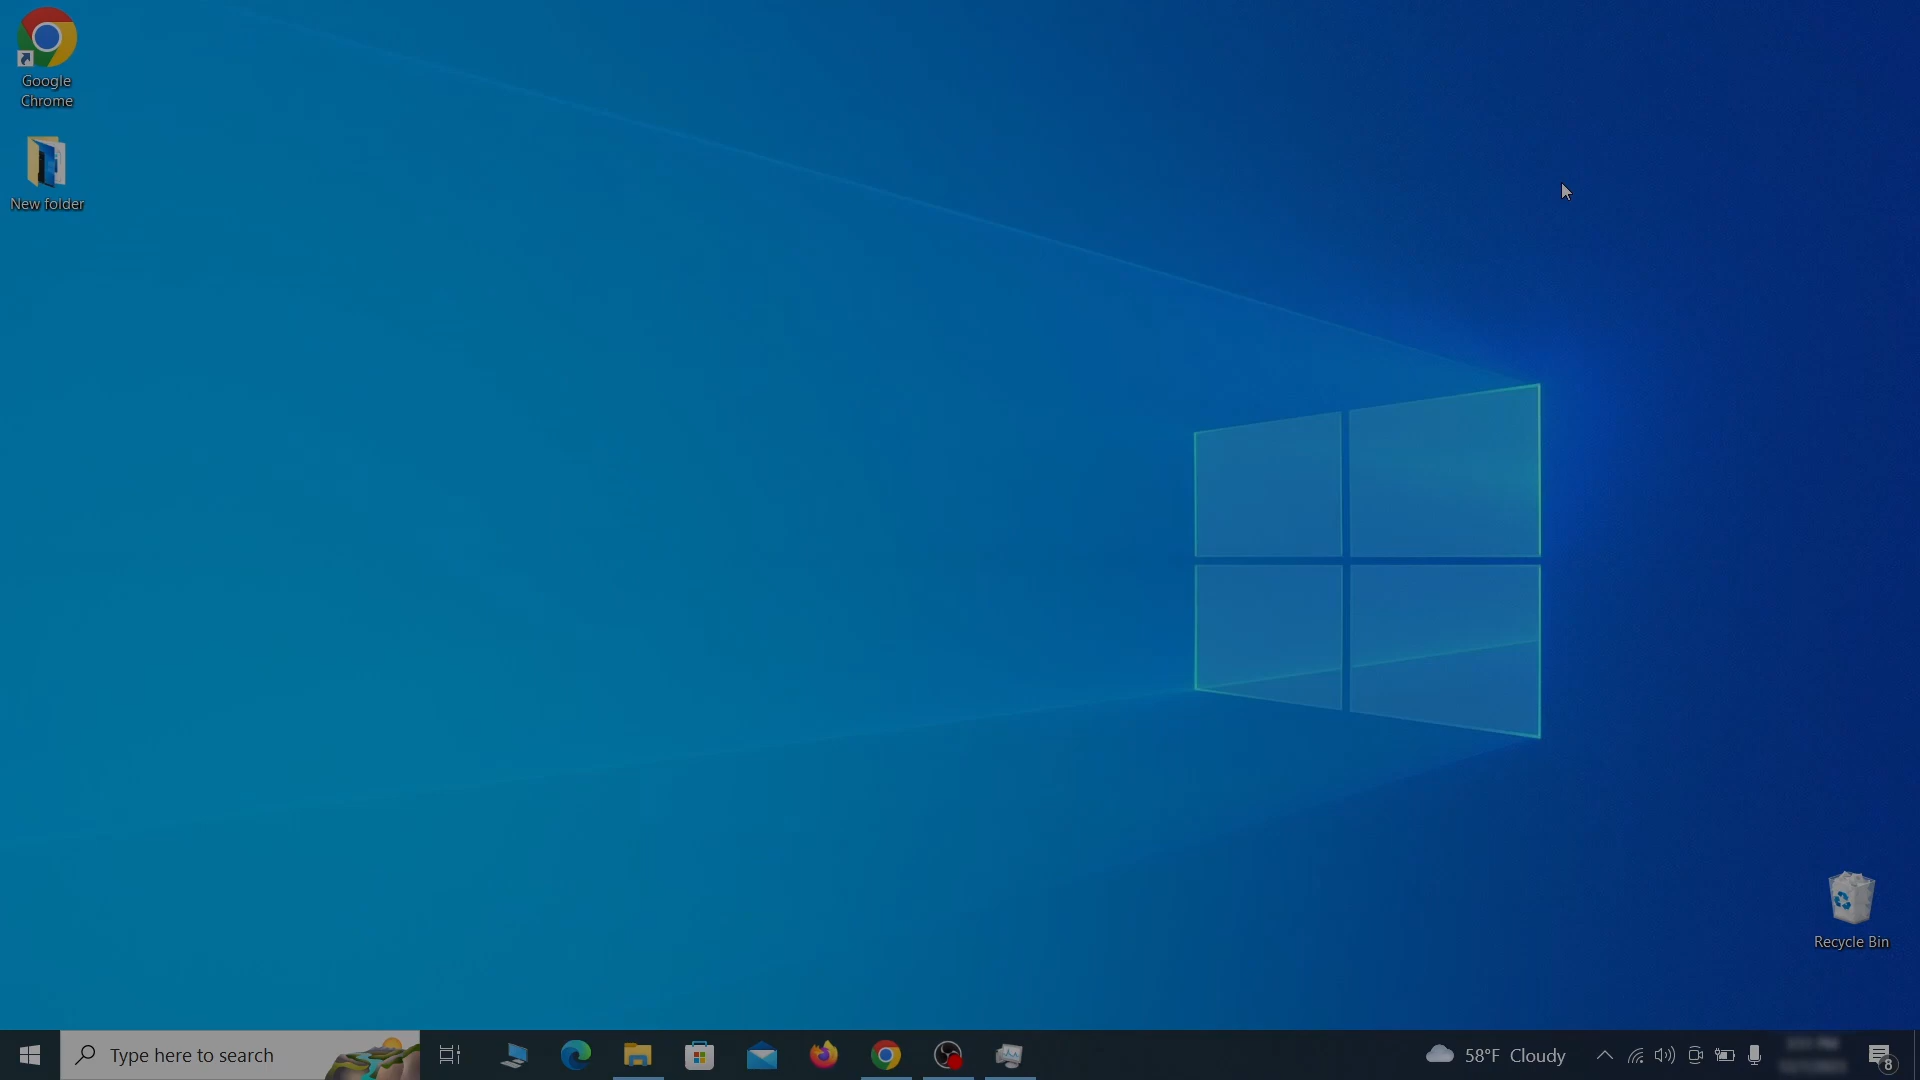 Google
Chrome
New folder
Recycle Bin
Type here to search
58°F Cloudy
8